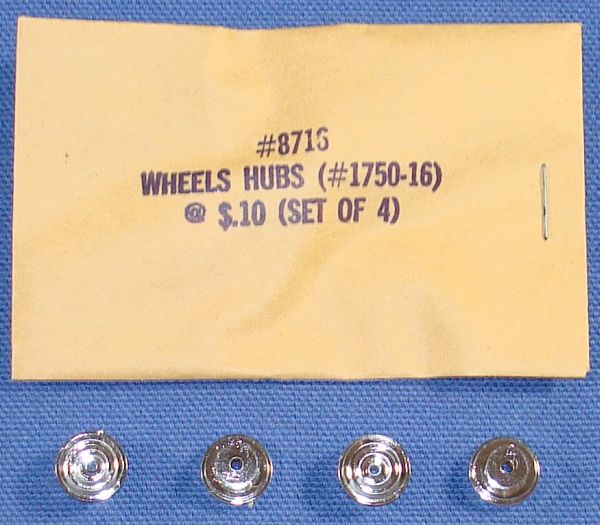 #8716
WHEELS HUBS (#1750-16)
@ $.10 (SET OF 4)